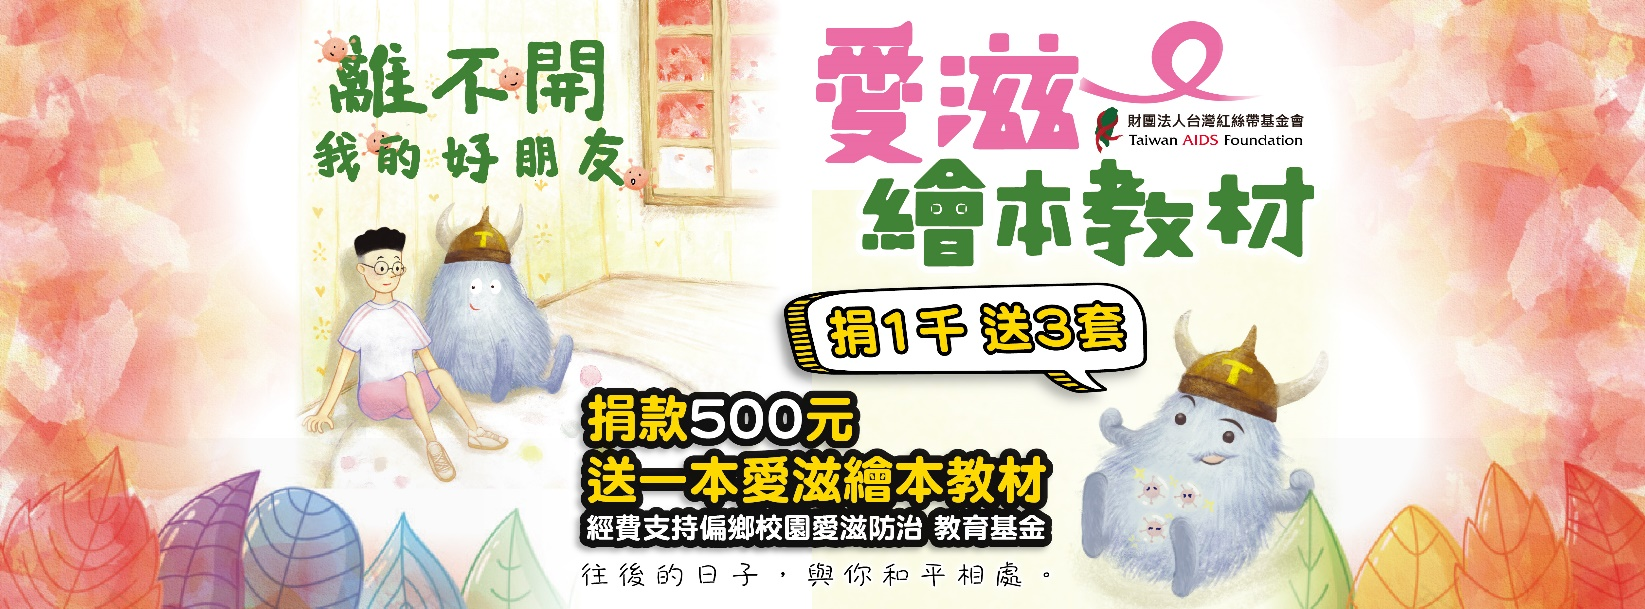 離不開
我的好朋友
愛滋
財團法人台灣紅絲帶基金會
Taiwan AIDS Foundation
繪本教材
捐1千 送3套
捐款500元
送一本愛滋繪本教材
經費支持偏鄉校園愛滋防治 教育基金
往後的日子，與你和平相處。
T
T